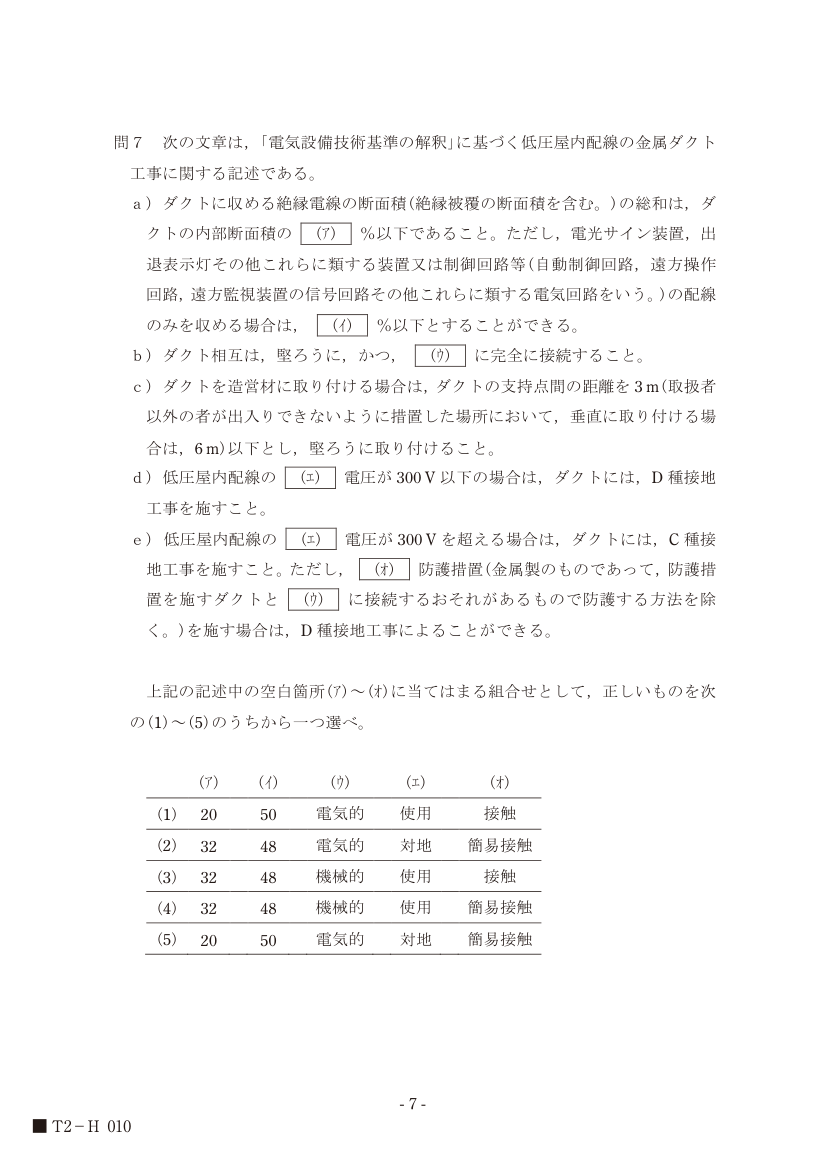 問7 次の文章は，「電気設備技術基準の解釈」に基づく低圧屋内配線の金属ダクト
工事に関する記述である。
a）ダクトに収める絶縁電線の断面積(絶縁被覆の断面積を含む。)の総和は，ダ
クトの内部断面積の (ｱ) %以下であること。ただし，電光サイン装置，出
退表示灯その他これらに類する装置又は制御回路等(自動制御回路，遠方操作
回路，遠方監視装置の信号回路その他これらに類する電気回路をいう。)の配線
のみを収める場合は， (ｲ) %以下とすることができる。
b）ダクト相互は，堅ろうに，かつ， (ｳ) に完全に接続すること。
c）ダクトを造営材に取り付ける場合は，ダクトの支持点間の距離を3m(取扱者
以外の者が出入りできないように措置した場所において，垂直に取り付ける場
合は，6m)以下とし，堅ろうに取り付けること。
d）低圧屋内配線の (ｴ) 電圧が300V以下の場合は，ダクトには，D種接地
工事を施すこと。
e）低圧屋内配線の (ｴ) 電圧が300Vを超える場合は，ダクトには，C種接
地工事を施すこと。ただし， (ｵ) 防護措置(金属製のものであって，防護措
置を施すダクトと (ｳ) に接続するおそれがあるもので防護する方法を除
く。)を施す場合は，D種接地工事によることができる。
上記の記述中の空白箇所(ｱ)～(ｵ)に当てはまる組合せとして，正しいものを次
の(1)～(5)のうちから一つ選べ。
(ｱ) (ｲ) (ｳ) (ｴ) (ｵ)
(1) 20 50 電気的 使用 接触
(2) 32 48 電気的 対地 簡易接触
(3) 32 48 機械的 使用 接触
(4) 32 48 機械的 使用 簡易接触
(5) 20 50 電気的 対地 簡易接触
- 7 -
■T2－H 010